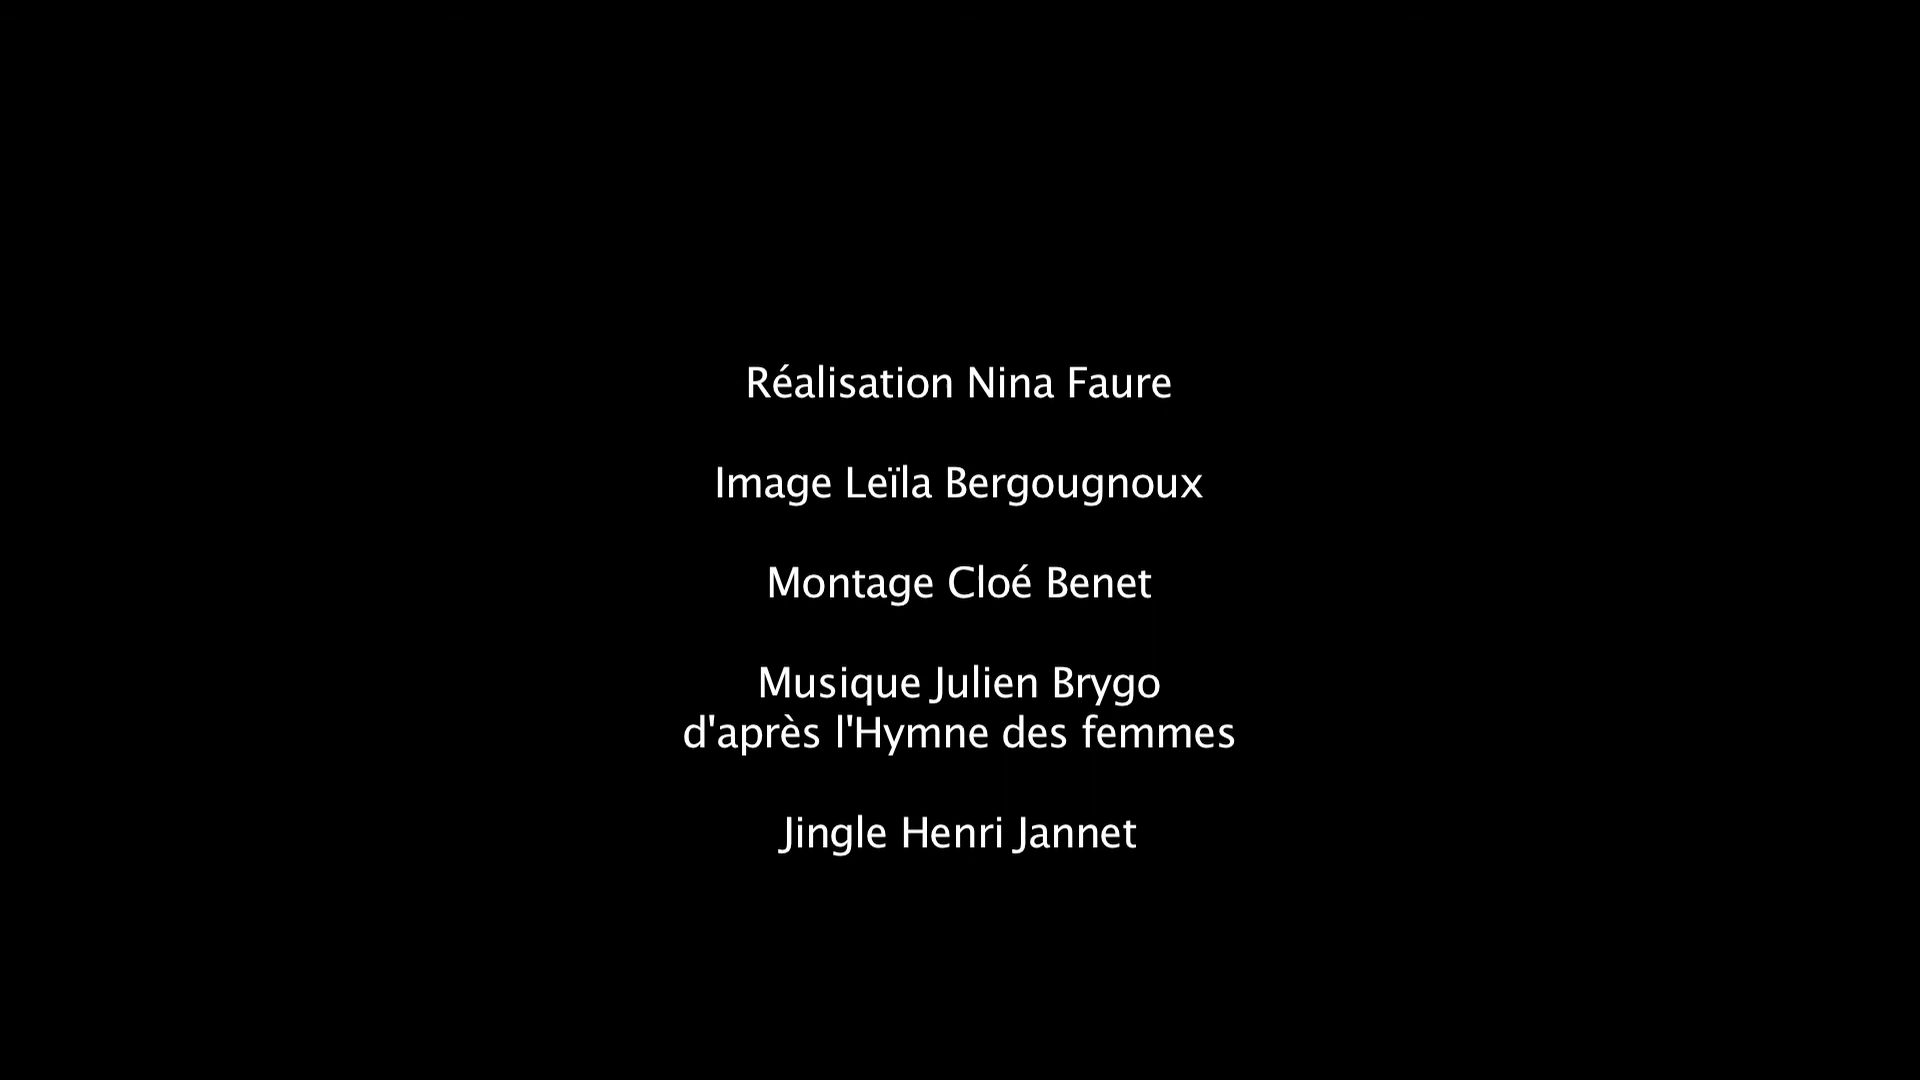 Réalisation Nina Faure
Image Leïla Bergougnoux
Montage Cloé Benet
Musique Julien Brygo
d'après l'Hymne des femmes
Jingle Henri Jannet